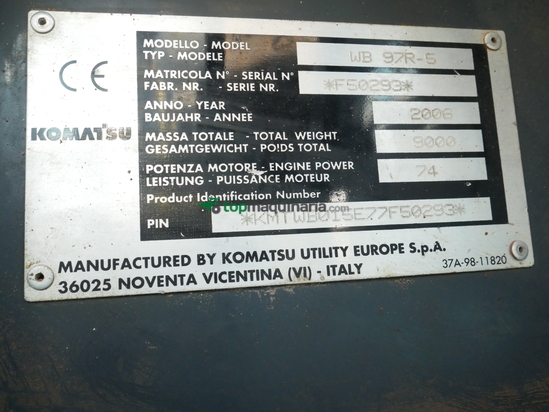 MODELLO - MODEL
TYP - MODELE
WB 97R-5
MATRICOLA N° - SERIAL N°
FABR. NR. - SERIE NR.
*F50293*
CE
KOMATSU
ANNO - YEAR
BAUJAHR - ANNEE
2006
MASSA TOTALE - TOTAL WEIGHT
GESAMTGEWICHT - POIDS TOTAL
9000
POTENZA MOTORE - ENGINE POWER
LEISTUNG - PUISSANCE MOTEUR
74
Product Identification Number
topmaquinaria.com
PIN
*KMTWB015E77F50293*
MANUFACTURED BY KOMATSU UTILITY EUROPE S.p.A.
36025 NOVENTA VICENTINA (VI) - ITALY
37A-98-11820